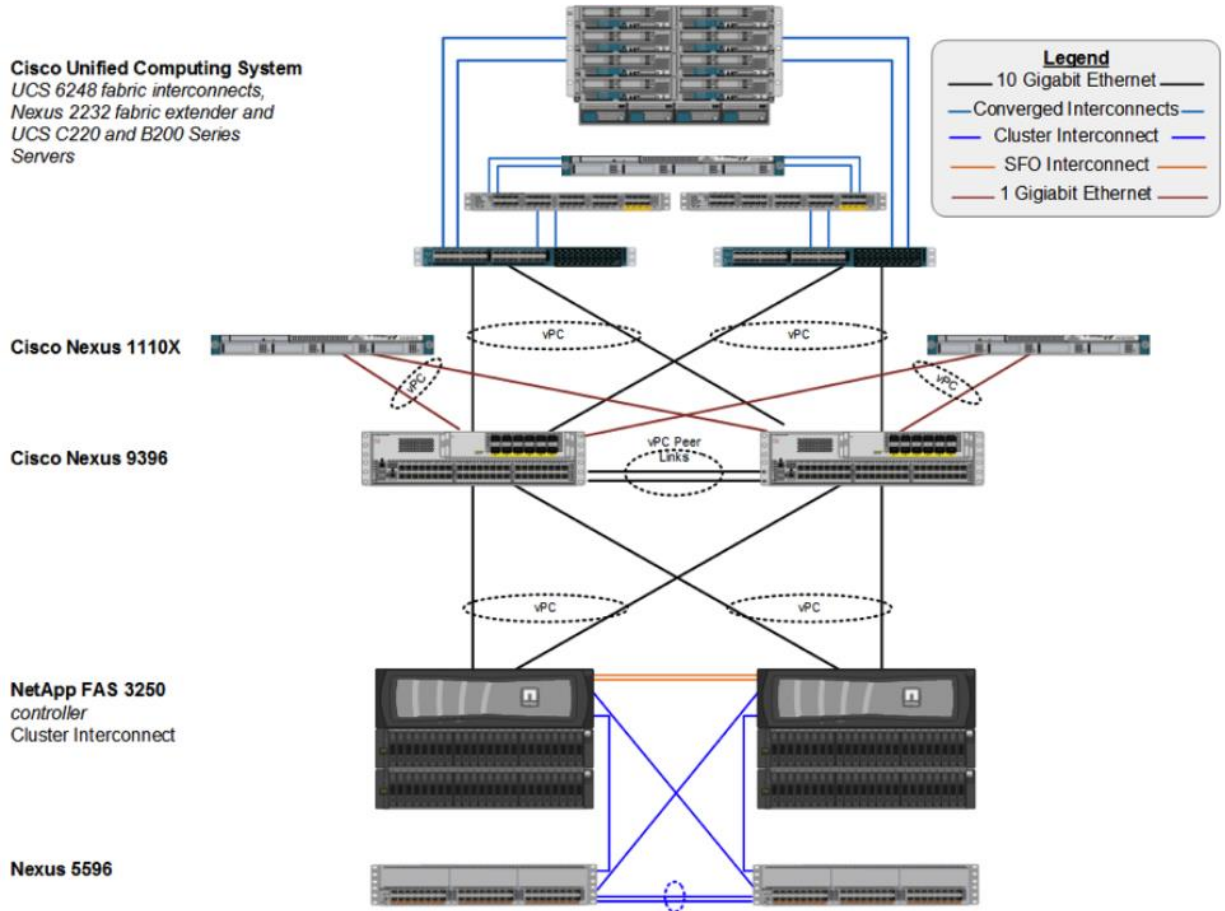 Cisco Unified Computing System
UCS 6248 fabric interconnects,
Nexus 2232 fabric extender and
UCS C220 and B200 Series
Servers
Legend
10 Gigabit Ethernet
Converged Interconnects
Cluster Interconnect
SFO Interconnect
1 Gigiabit Ethernet
vPC
vPC
Cisco Nexus 1110X
vPC
vPC
Cisco Nexus 9396
vPC Peer
Links
vPC
vPC
NetApp FAS 3250
controller
Cluster Interconnect
Nexus 5596